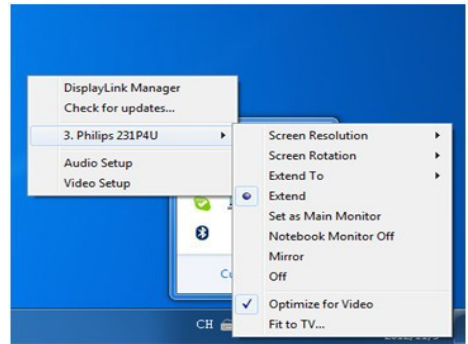 DisplayLink Manager
Check for updates...
3. Philips 231P4U
Audio Setup
Video Setup
Screen Resolution
Screen Rotation
Extend To
Extend
Set as Main Monitor
Notebook Monitor Off
Mirror
Off
Optimize for Video
Fit to TV...
CH